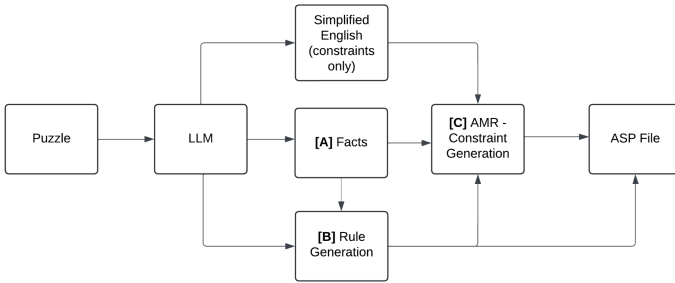 Simplified
English
(constraints
only)
Puzzle
LLM
[A] Facts
[C] AMR -
Constraint
Generation
ASP File
[B] Rule
Generation